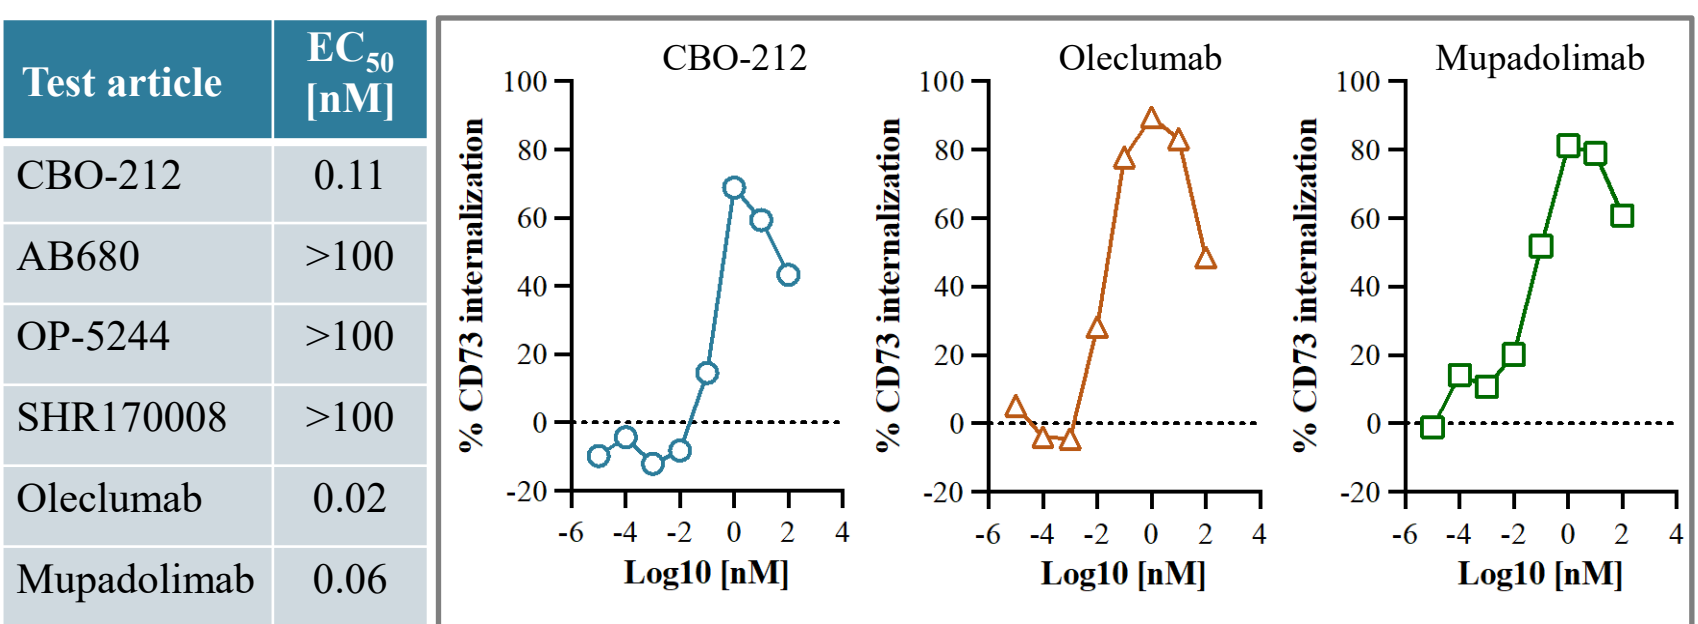 Test article EC50 [nM]
CBO-212 0.11
AB680 >100
OP-5244 >100
SHR170008 >100
Oleclumab 0.02
Mupadolimab 0.06
CBO-212
% CD73 internalization
100
80
60
40
20
0
-20
-6 -4 -2 0 2 4
Log10 [nM]
Oleclumab
% CD73 internalization
100
80
60
40
20
0
-20
-6 -4 -2 0 2 4
Log10 [nM]
Mupadolimab
% CD73 internalization
100
80
60
40
20
0
-20
-6 -4 -2 0 2 4
Log10 [nM]